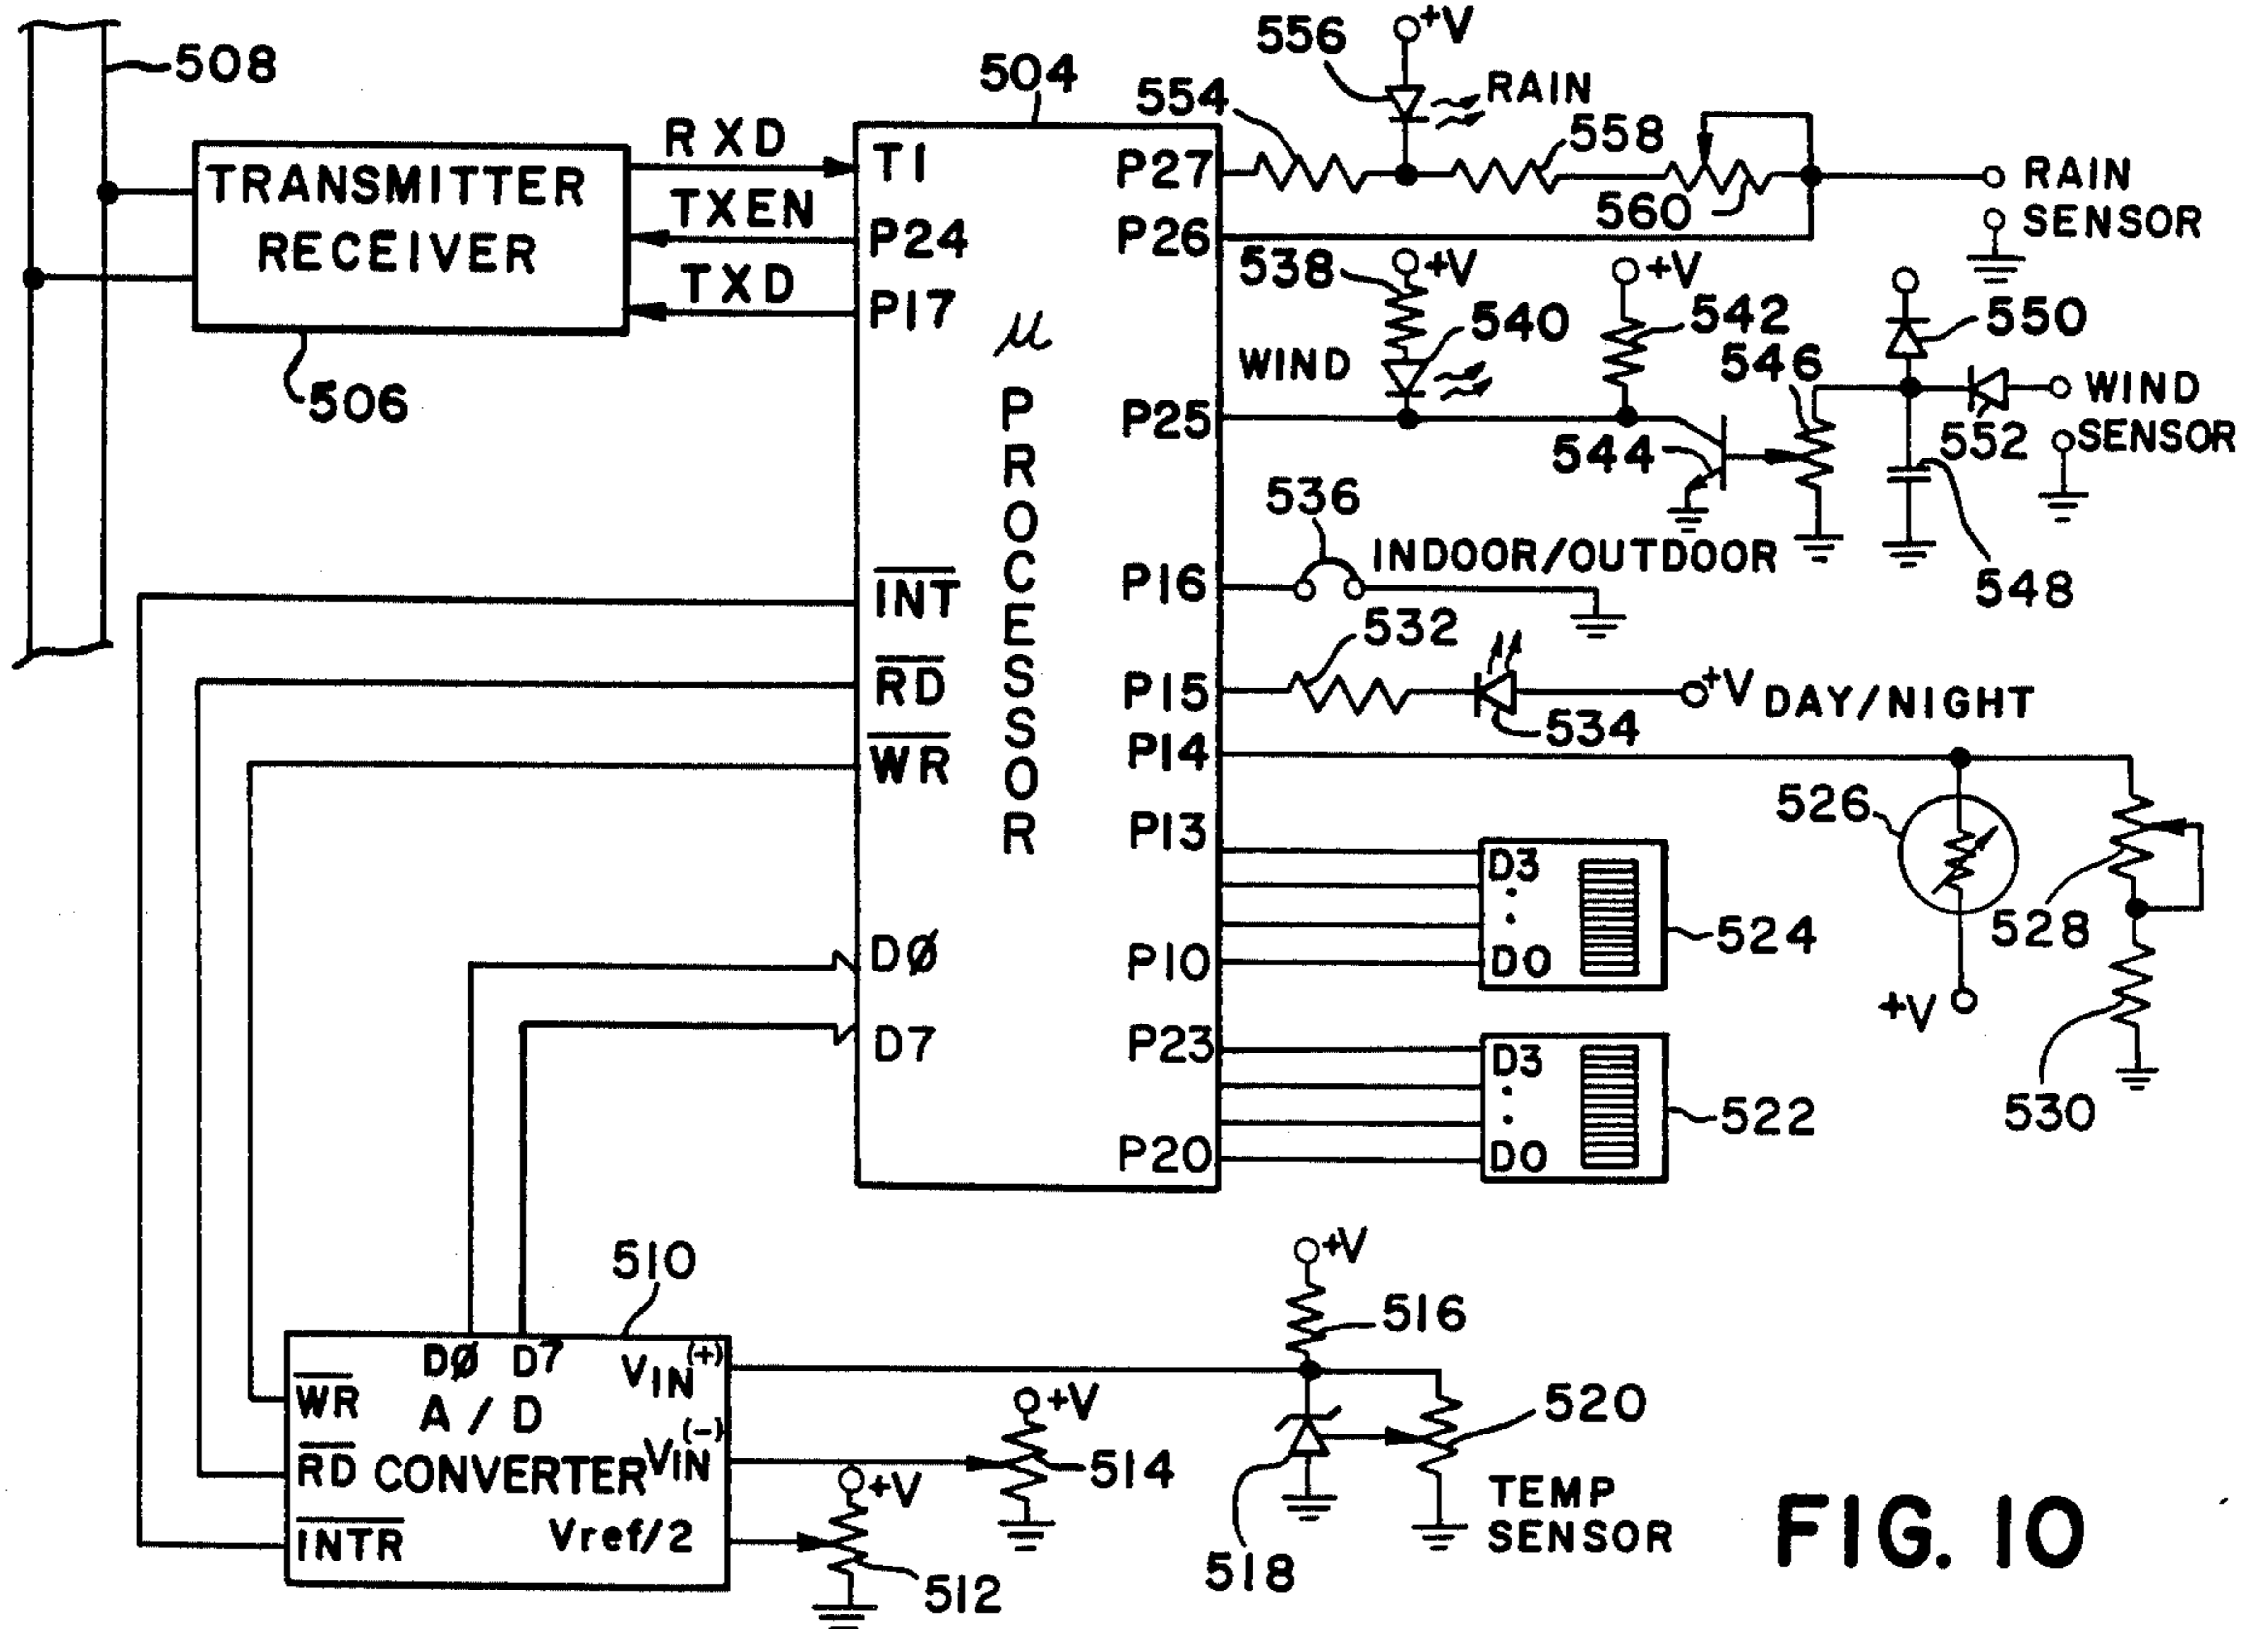 508
TRANSMITTER
RECEIVER
506
RXD
TXEN
TXD
504
T1
P24
P17
INT
RD
WR
DØ
D7
µ
PROCESSOR
P27
P26
P25
P16
P15
P14
P13
P10
P23
P20
556
+V
RAIN
554
558
560
RAIN
SENSOR
538
+V
540
WIND
+V
542
546
544
550
552
WIND
SENSOR
548
536
INDOOR/OUTDOOR
532
534
+V DAY/NIGHT
526
528
+V
530
D3
D0
524
D3
D0
522
510
DØ D7 VIN(+)
WR A/D
VIN(-)
RD CONVERTER
INTR Vref/2
+V
514
+V
512
+V
516
518
520
TEMP
SENSOR
FIG. 10